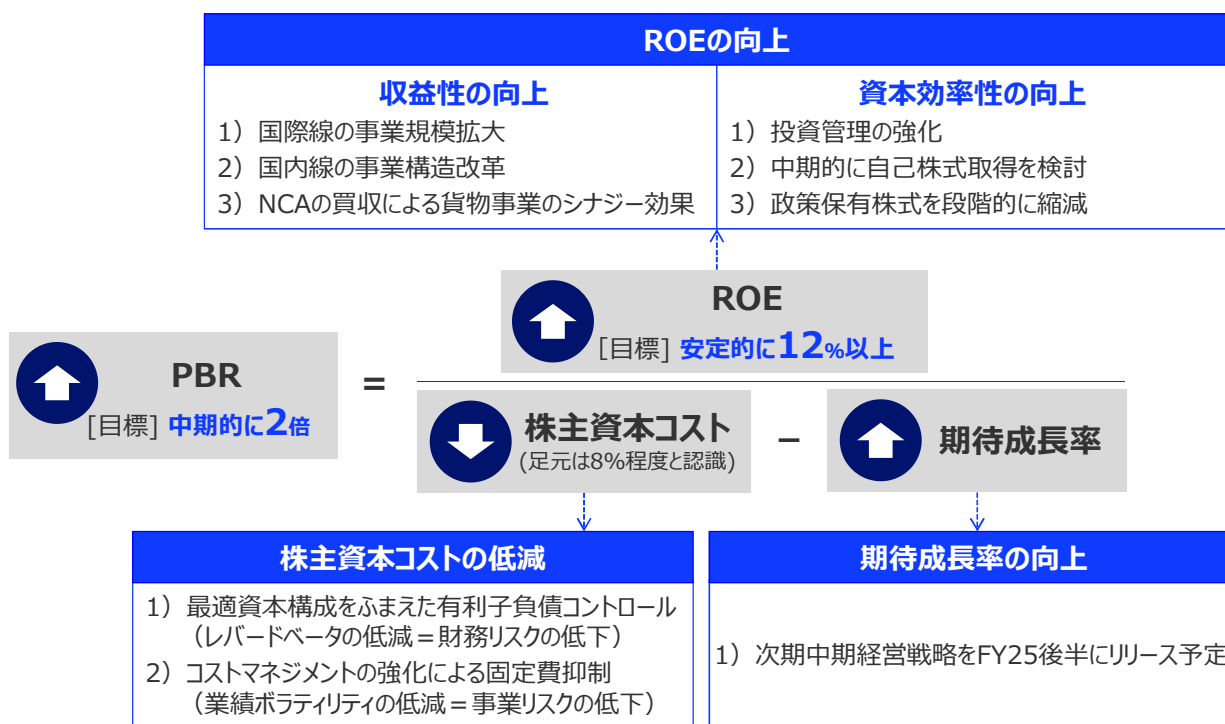 ROEの向上
収益性の向上
1）国際線の事業規模拡大
2）国内線の事業構造改革
3）NCAの買収による貨物事業のシナジー効果
資本効率性の向上
1）投資管理の強化
2）中期的に自己株式取得を検討
3）政策保有株式を段階的に縮減
PBR
[目標] 中期的に2倍
=
ROE
[目標] 安定的に12%以上
株主資本コスト
(足元は8%程度と認識)
−
期待成長率
株主資本コストの低減
1）最適資本構成をふまえた有利子負債コントロール
（レバードベータの低減＝財務リスクの低下）
2）コストマネジメントの強化による固定費抑制
（業績ボラティリティの低減＝事業リスクの低下）
期待成長率の向上
1）次期中期経営戦略をFY25後半にリリース予定